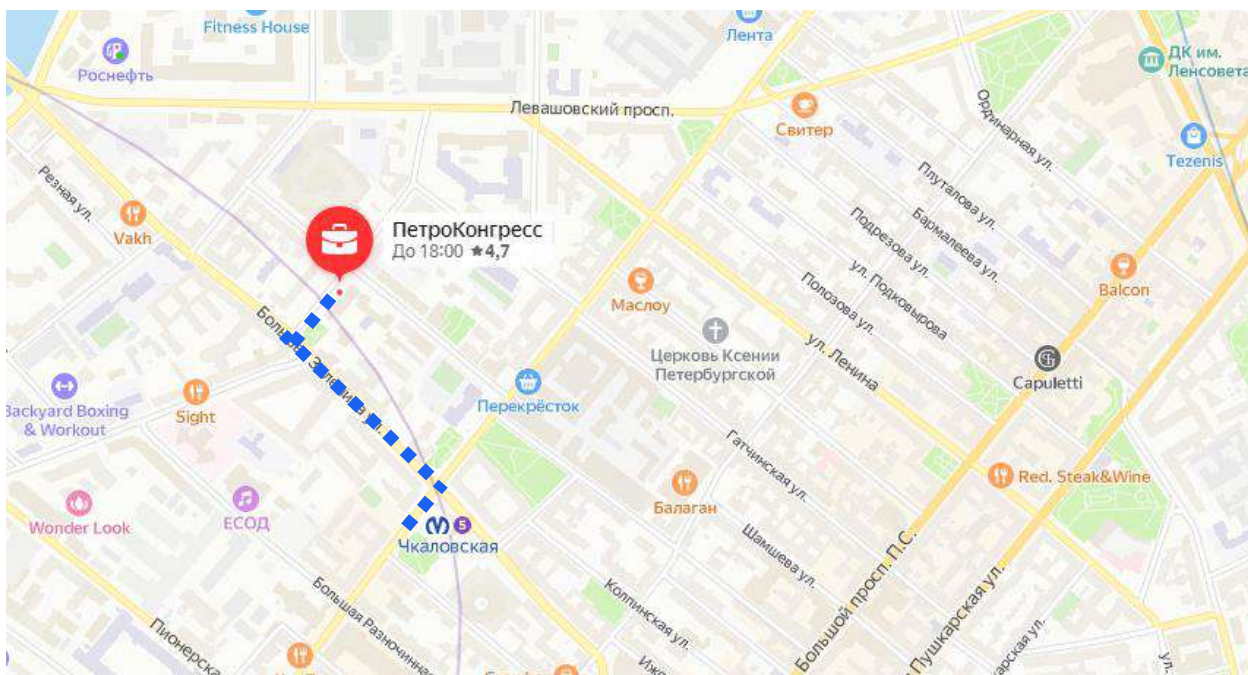 Fitness House
Роснефть
Лента
ДК им.
Ленсовета
Левашовский просп.
Свитер
Ординарная ул.
Tezenis
Плуталова ул.
Резная ул.
Vakh
ПетроКонгресс
До 18:00 ★4,7
Подрезова ул.
Бармалеева ул.
ул. Подковырова
Полозова ул.
Balcon
Маслоу
Церковь Ксении
Петербургской
ул. Ленина
Capuletti
Backyard Boxing
& Workout
Sight
Перекрёсток
Гатчинская ул.
Red. Steak&Wine
Балаган
Wonder Look
ЕСОД
5
Чкаловская
Шамшева ул.
Большой просп. П.С.
Пушкарская ул.
Колпинская ул.
Большая Разночинная
Пионерска
ул.